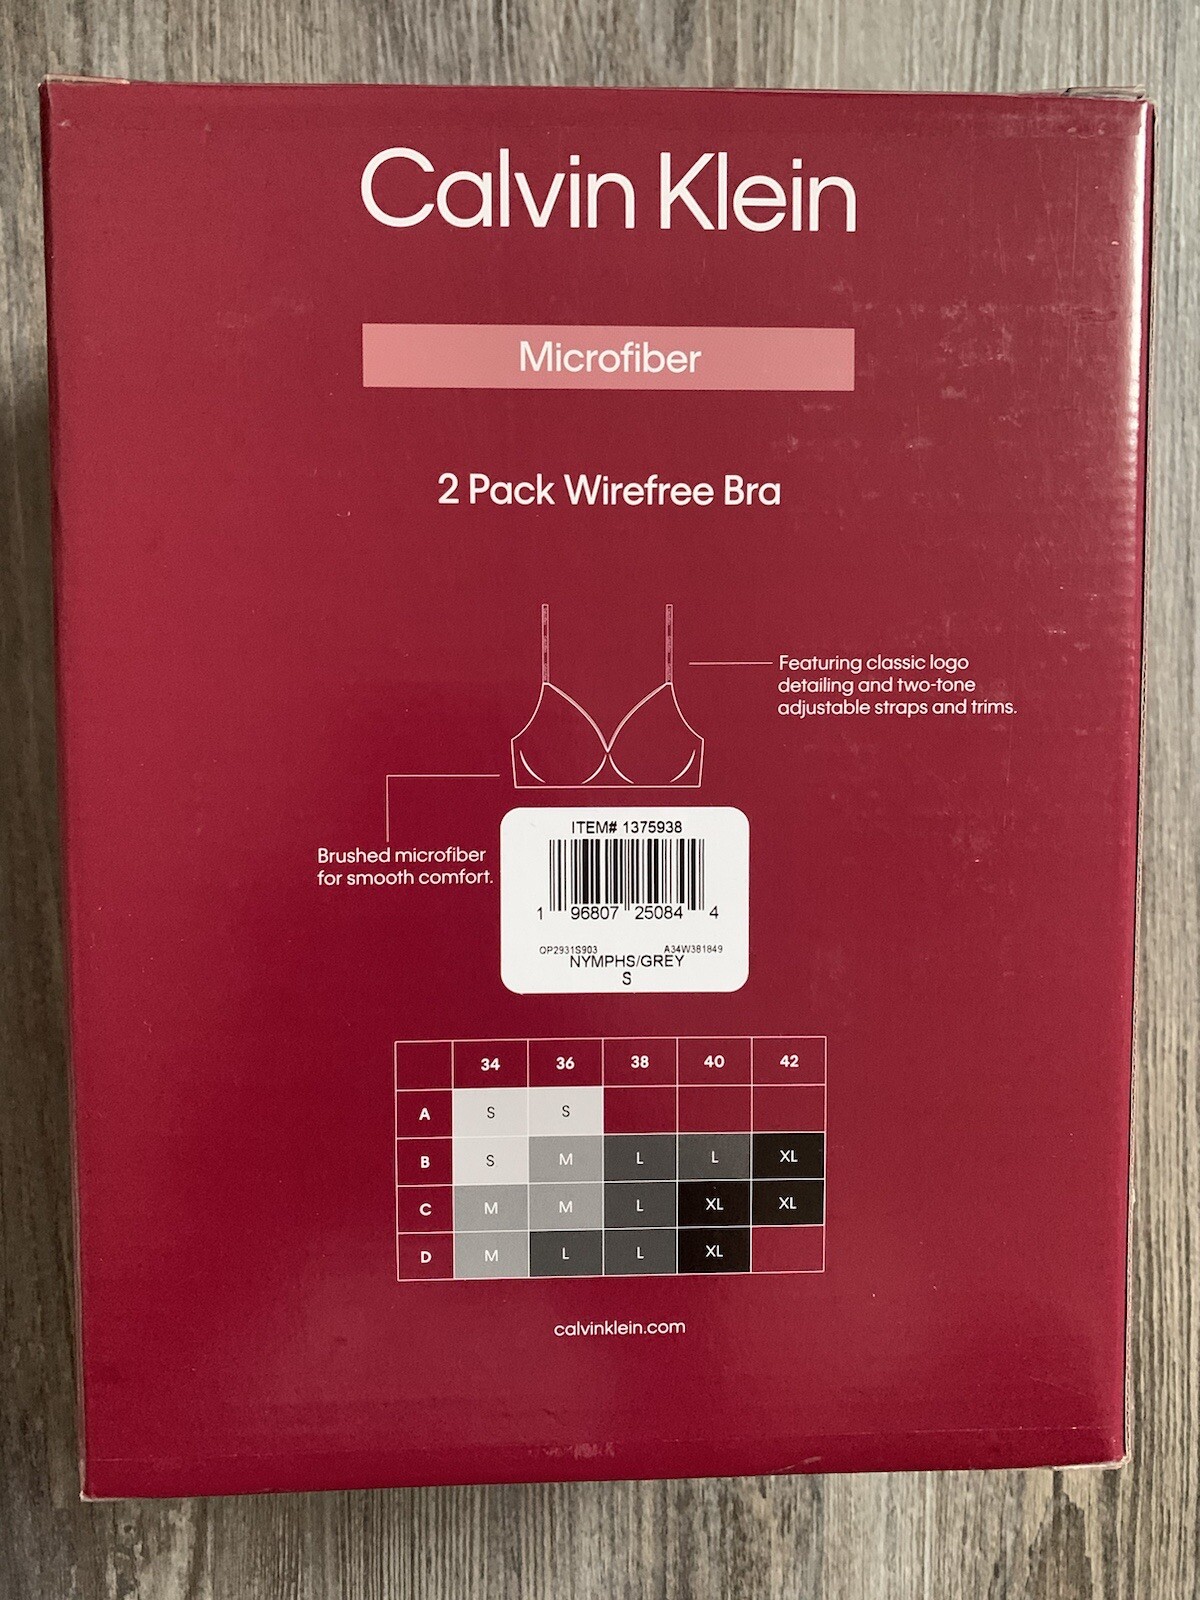 Calvin Klein
Microfiber
2 Pack Wirefree Bra
Featuring classic logo
detailing and two-tone
adjustable straps and trims.
Brushed microfiber
for smooth comfort.
ITEM# 1375938
1 96807 25084 4
QP2931S903 A34W381849
NYMPHS/GREY
S
34 36 38 40 42
A S S
B S M L L XL
C M M L XL XL
D M L L XL
calvinklein.com